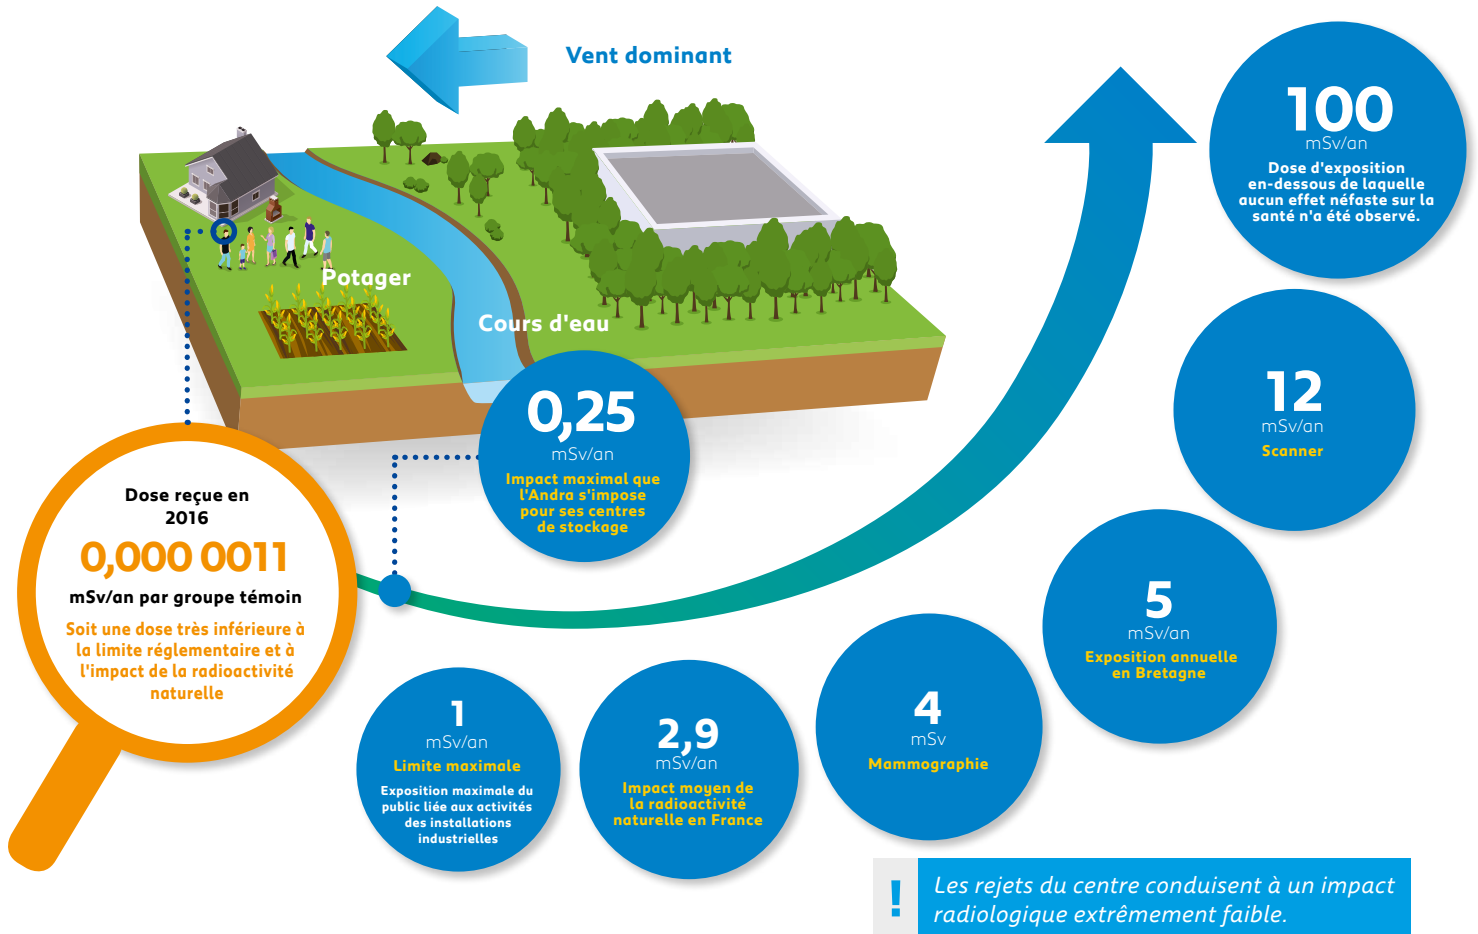 Vent dominant
Potager
Cours d'eau
Dose reçue en
2016
0,000 0011
mSv/an par groupe témoin
Soit une dose très inférieure à
la limite réglementaire et à
l'impact de la radioactivité
naturelle
0,25
mSv/an
Impact maximal que
l'Andra s'impose
pour ses centres
de stockage
1
mSv/an
Limite maximale
Exposition maximale du
public liée aux activités
des installations
industrielles
2,9
mSv/an
Impact moyen de
la radioactivité
naturelle en France
4
mSv
Mammographie
5
mSv/an
Exposition annuelle
en Bretagne
12
mSv/an
Scanner
100
mSv/an
Dose d'exposition
en-dessous de laquelle
aucun effet néfaste sur la
santé n'a été observé.
!
Les rejets du centre conduisent à un impact
radiologique extrêmement faible.